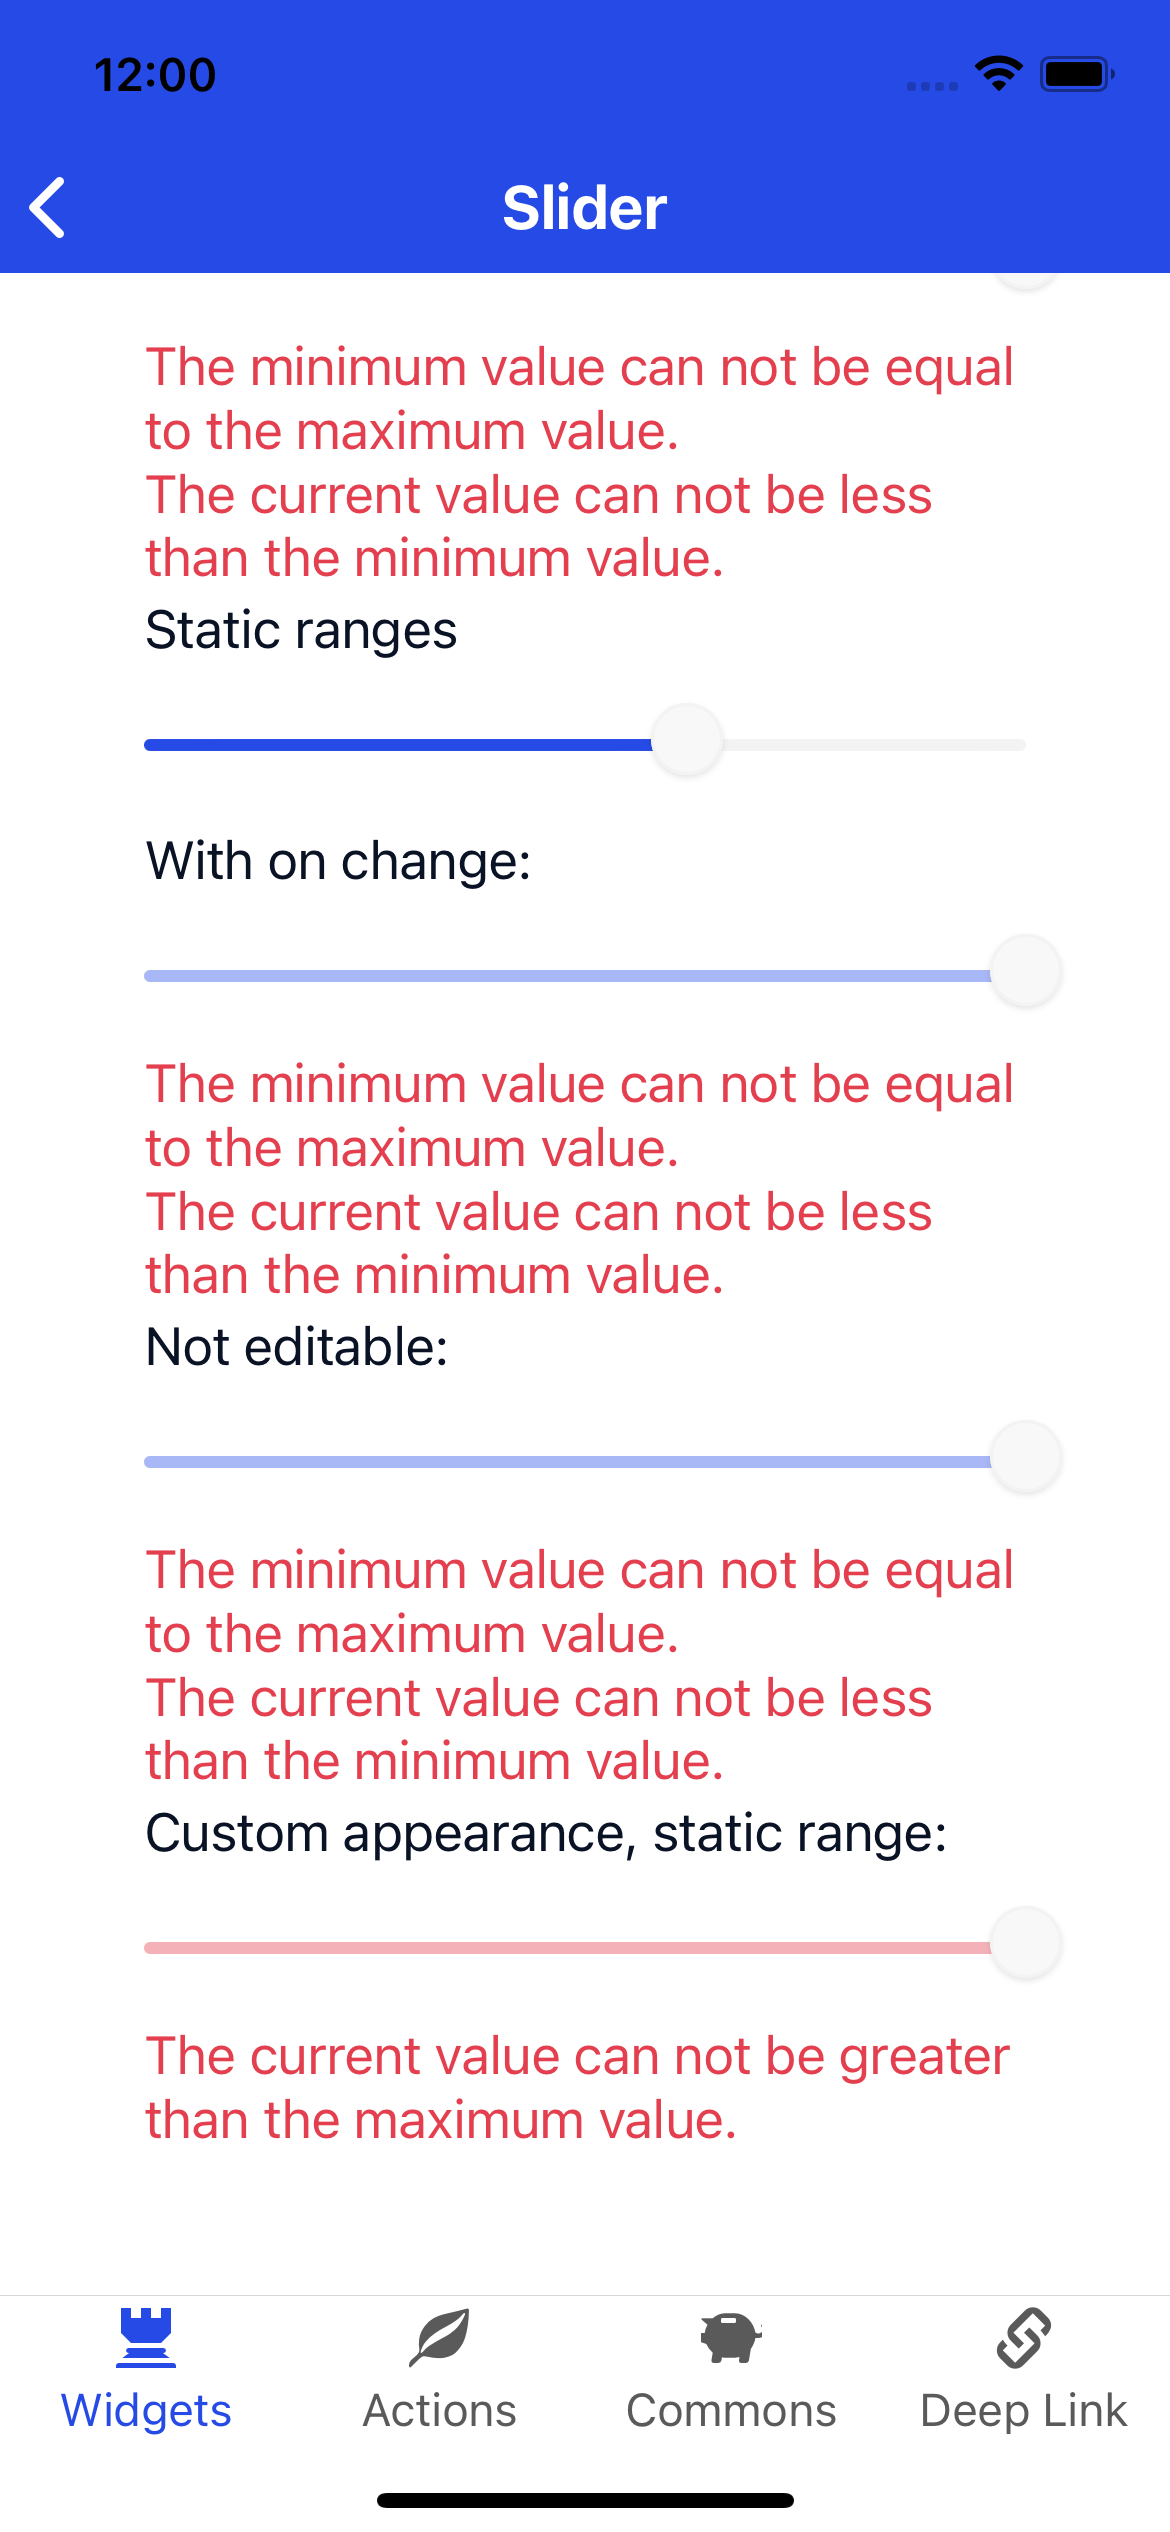 12:00
Slider
The minimum value can not be equal
to the maximum value.
The current value can not be less
than the minimum value.
Static ranges
With on change:
The minimum value can not be equal
to the maximum value.
The current value can not be less
than the minimum value.
Not editable:
The minimum value can not be equal
to the maximum value.
The current value can not be less
than the minimum value.
Custom appearance, static range:
The current value can not be greater
than the maximum value.
Widgets
Actions
Commons
Deep Link